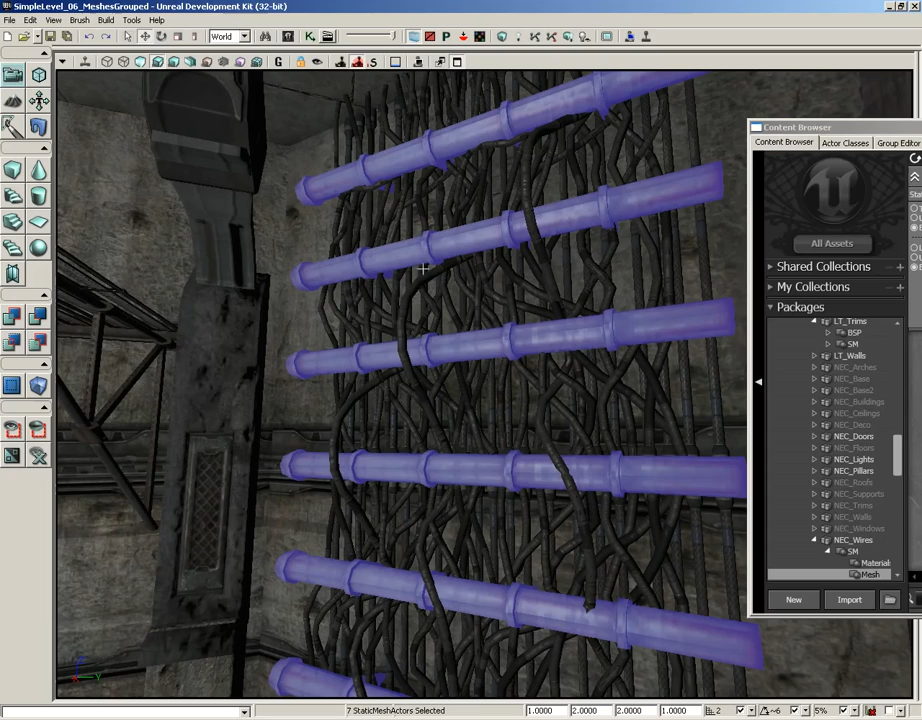 SimpleLevel_06_MeshesGrouped - Unreal Development Kit (32-bit)
File Edit View Brush Build Tools Help
World
G
Content Browser
Content Browser Actor Classes Group Editor
All Assets
Shared Collections
My Collections
Packages
LT_Trims
BSP
SM
LT_Walls
NEC_Arches
NEC_Base
NEC_Base2
NEC_Buildings
NEC_Ceilings
NEC_Deco
NEC_Doors
NEC_Floors
NEC_Lights
NEC_Pillars
NEC_Roofs
NEC_Supports
NEC_Trims
NEC_Walls
NEC_Windows
NEC_Wires
SM
Material
Mesh
New Import
Z
Y
7 StaticMeshActors Selected 1.0000 2.0000 2.0000 1.0000 2 ~6 5%